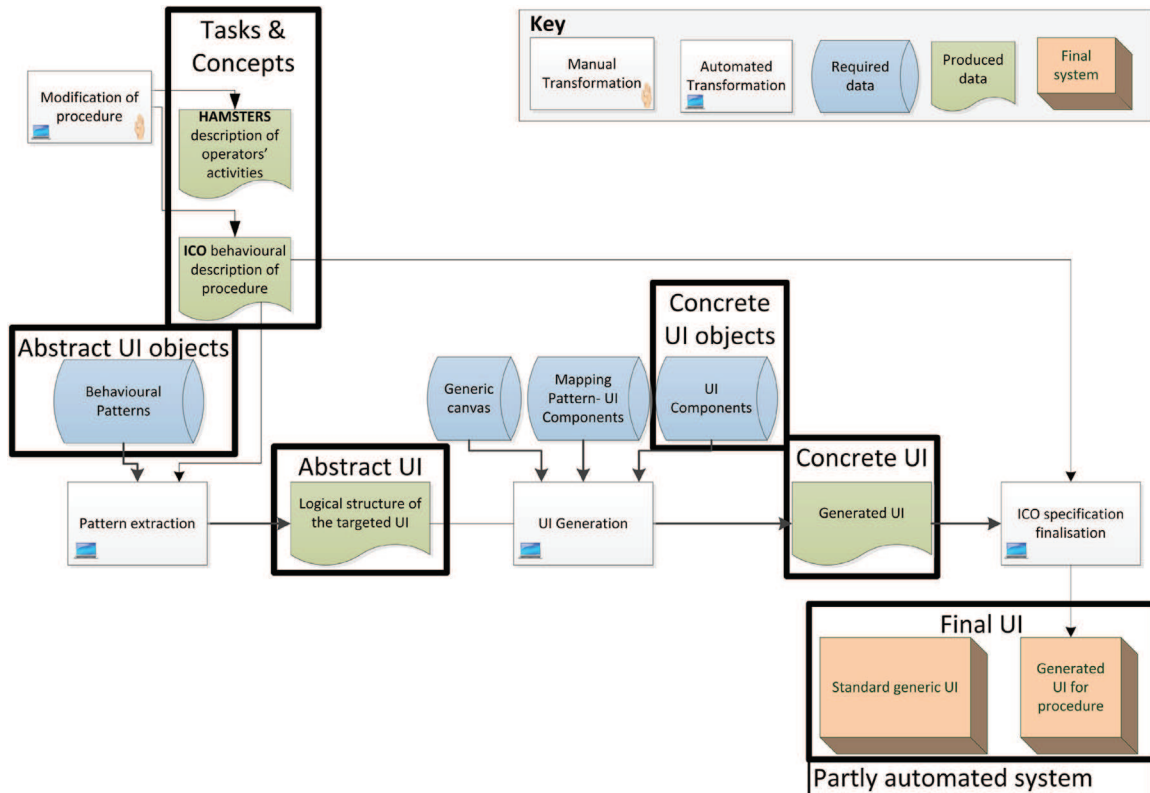 Tasks &
Concepts
Key
Manual
Transformation
Automated
Transformation
Required
data
Produced
data
Final
system
Modification of
procedure
HAMSTERS
description of
operators'
activities
ICO behavioural
description of
procedure
Abstract UI objects
Behavioural
Patterns
Concrete
UI objects
Generic
canvas
Mapping
Pattern- UI
Components
UI
Components
Abstract UI
Concrete UI
Pattern extraction
Logical structure of
the targeted UI
UI Generation
Generated UI
ICO specification
finalisation
Final UI
Standard generic UI
Generated
UI for
procedure
Partly automated system